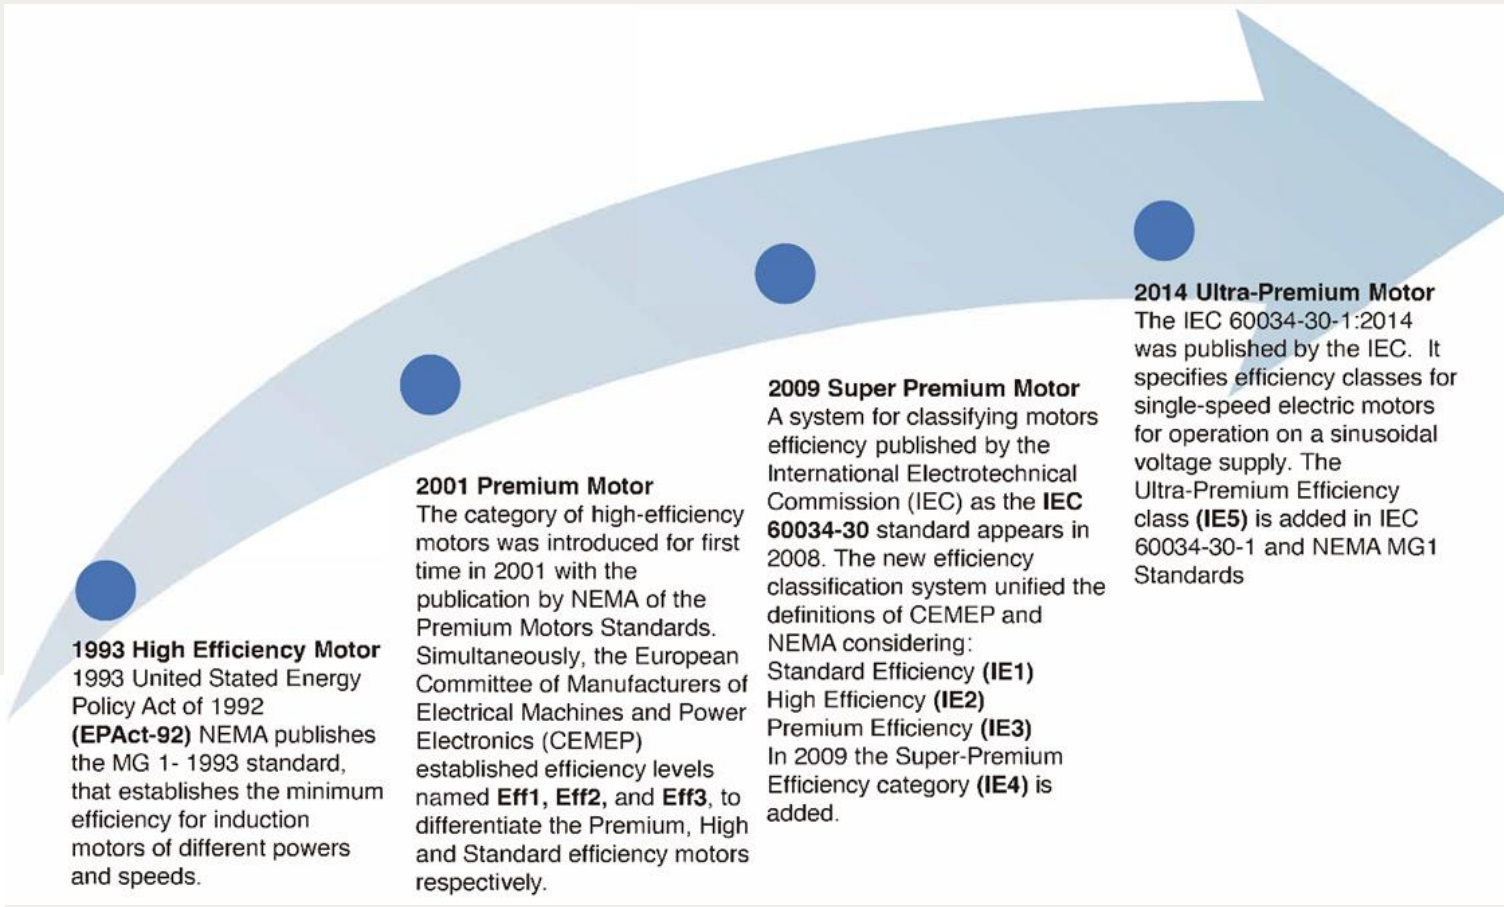 1993 High Efficiency Motor
1993 United Stated Energy
Policy Act of 1992
(EPAct-92) NEMA publishes
the MG 1- 1993 standard,
that establishes the minimum
efficiency for induction
motors of different powers
and speeds.
2001 Premium Motor
The category of high-efficiency
motors was introduced for first
time in 2001 with the
publication by NEMA of the
Premium Motors Standards.
Simultaneously, the European
Committee of Manufacturers of
Electrical Machines and Power
Electronics (CEMEP)
established efficiency levels
named Eff1, Eff2, and Eff3, to
differentiate the Premium, High
and Standard efficiency motors
respectively.
2009 Super Premium Motor
A system for classifying motors
efficiency published by the
International Electrotechnical
Commission (IEC) as the IEC
60034-30 standard appears in
2008. The new efficiency
classification system unified the
definitions of CEMEP and
NEMA considering:
Standard Efficiency (IE1)
High Efficiency (IE2)
Premium Efficiency (IE3)
In 2009 the Super-Premium
Efficiency category (IE4) is
added.
2014 Ultra-Premium Motor
The IEC 60034-30-1:2014
was published by the IEC.  It
specifies efficiency classes for
single-speed electric motors
for operation on a sinusoidal
voltage supply. The
Ultra-Premium Efficiency
class (IE5) is added in IEC
60034-30-1 and NEMA MG1
Standards